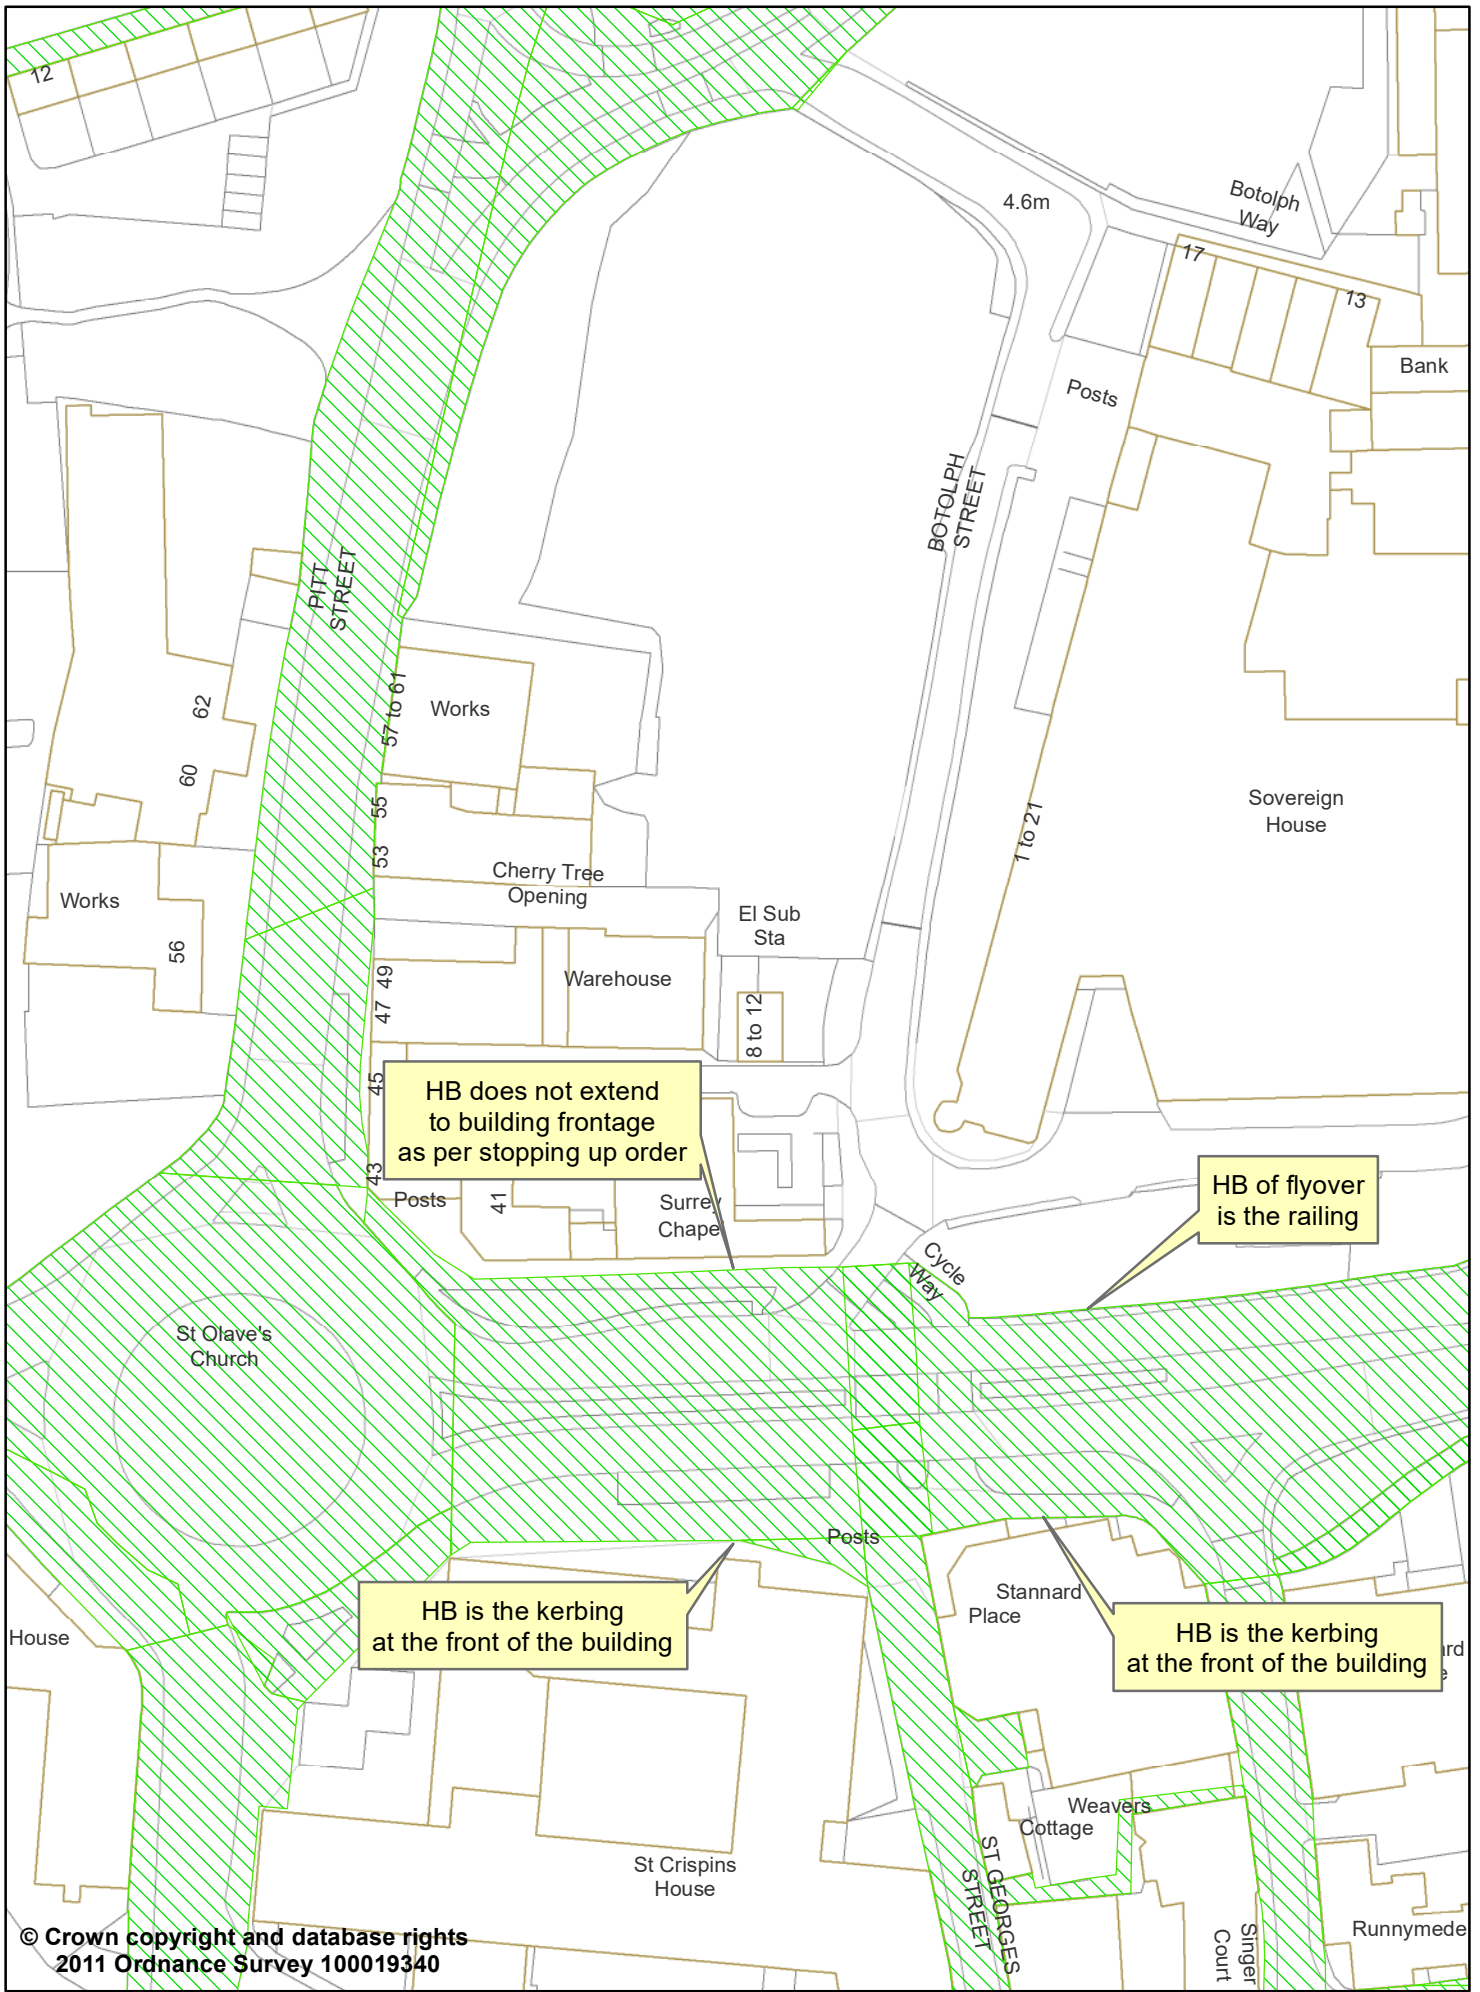 12
4.6m
Botolph
Way
17
13
Bank
Posts
BOTOLPH
STREET
PITT
STREET
62
57 to 61
Works
60
55
Sovereign
House
1 to 21
53
Cherry Tree
Opening
Works
El Sub
Sta
56
49
Warehouse
47
8 to 12
45
HB does not extend
to building frontage
as per stopping up order
43
Posts
41
Surrey
Chapel
HB of flyover
is the railing
Cycle
Way
St Olave's
Church
Posts
Stannard
Place
HB is the kerbing
at the front of the building
HB is the kerbing
at the front of the building
House
Weavers
Cottage
St Crispins
House
ST GEORGES
STREET
Singer
Court
Runnymede
© Crown copyright and database rights
2011 Ordnance Survey 100019340